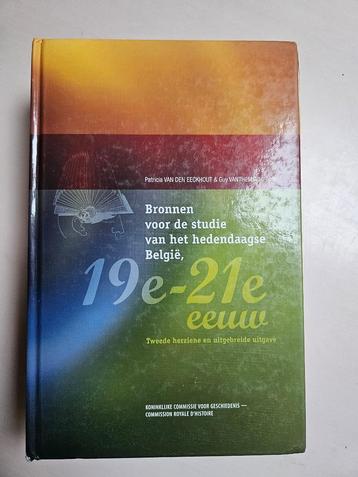 Patricia VAN DEN EECKHOUT & Guy VANTHEMSCHE
Bronnen
voor de studie
van het hedendaagse
België,
19e-21e
eeuw
Tweede herziene en uitgebreide uitgave
KONINKLIJKE COMMISSIE VOOR GESCHIEDENIS —
COMMISSION ROYALE D'HISTOIRE